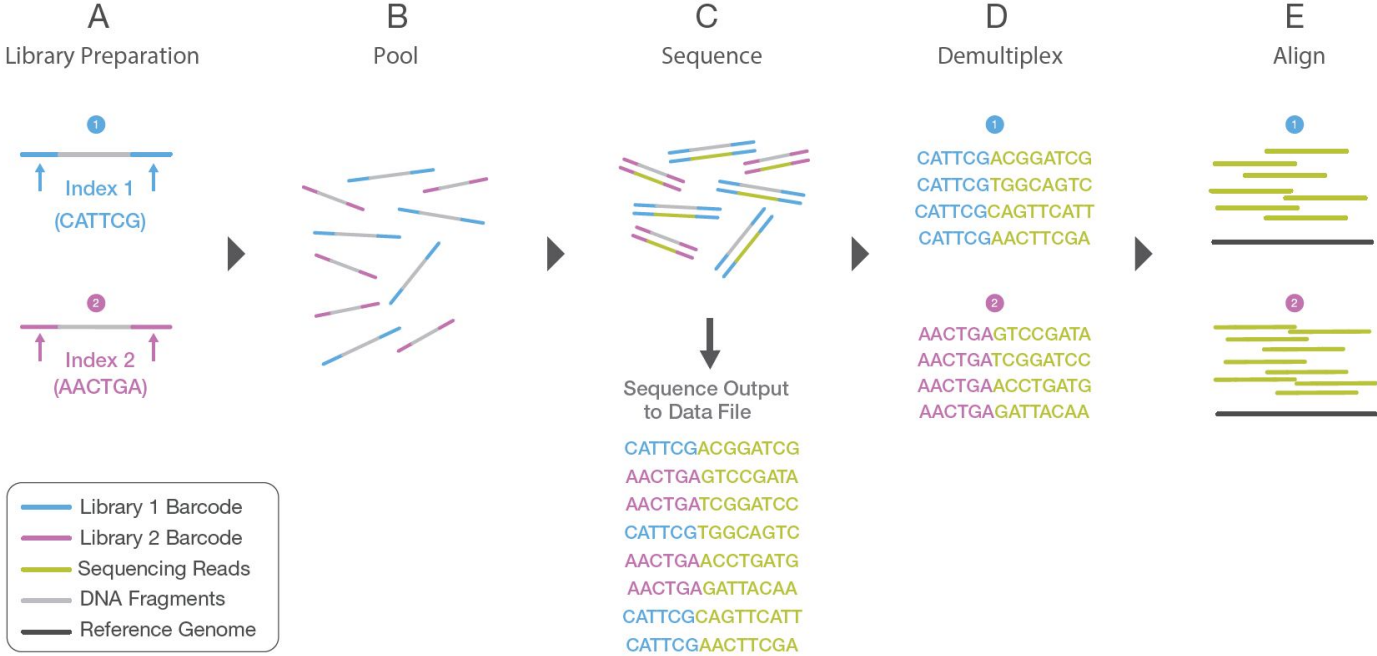 A
Library Preparation
1
Index 1
(CATTCG)
2
Index 2
(AACTGA)
Library 1 Barcode
Library 2 Barcode
Sequencing Reads
DNA Fragments
Reference Genome
B
Pool
C
Sequence
Sequence Output
to Data File
CATTCGACGGATCG
AACTGAGTCCGATA
AACTGATCGGATCC
CATTCGTGGCAGTC
AACTGAACCTGATG
AACTGAGATTACAA
CATTCGCAGTTCATT
CATTCGAACTTCGA
D
Demultiplex
1
CATTCGACGGATCG
CATTCGTGGCAGTC
CATTCGCAGTTCATT
CATTCGAACTTCGA
2
AACTGAGTCCGATA
AACTGATCGGATCC
AACTGAACCTGATG
AACTGAGATTACAA
E
Align
1
2